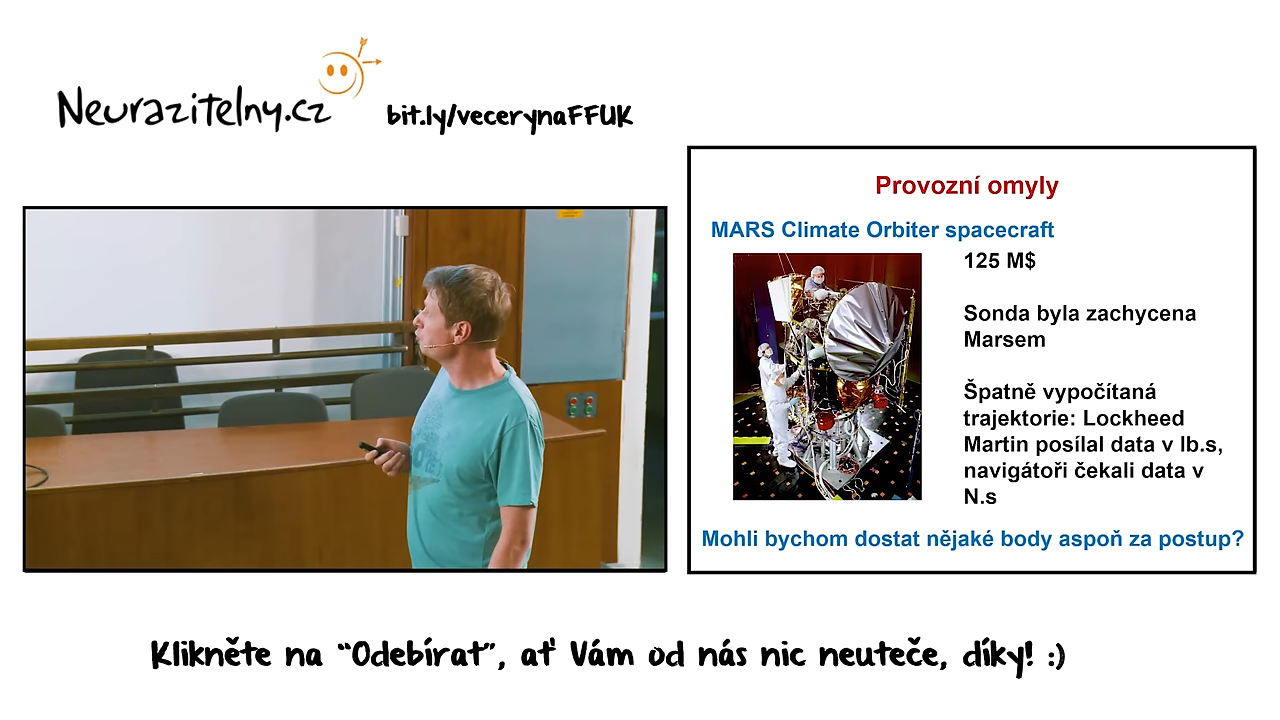 Neurazitelny.cz
bit.ly/vecerynaFFUK
Provozní omyly
MARS Climate Orbiter spacecraft
125 M$
Sonda byla zachycena
Marsem
Špatně vypočítaná
trajektorie: Lockheed
Martin posílal data v lb.s,
navigátoři čekali data v
N.s
Mohli bychom dostat nějaké body aspoň za postup?
Klikněte na “Odebírat”, ať Vám od nás nic neuteče, díky! :)